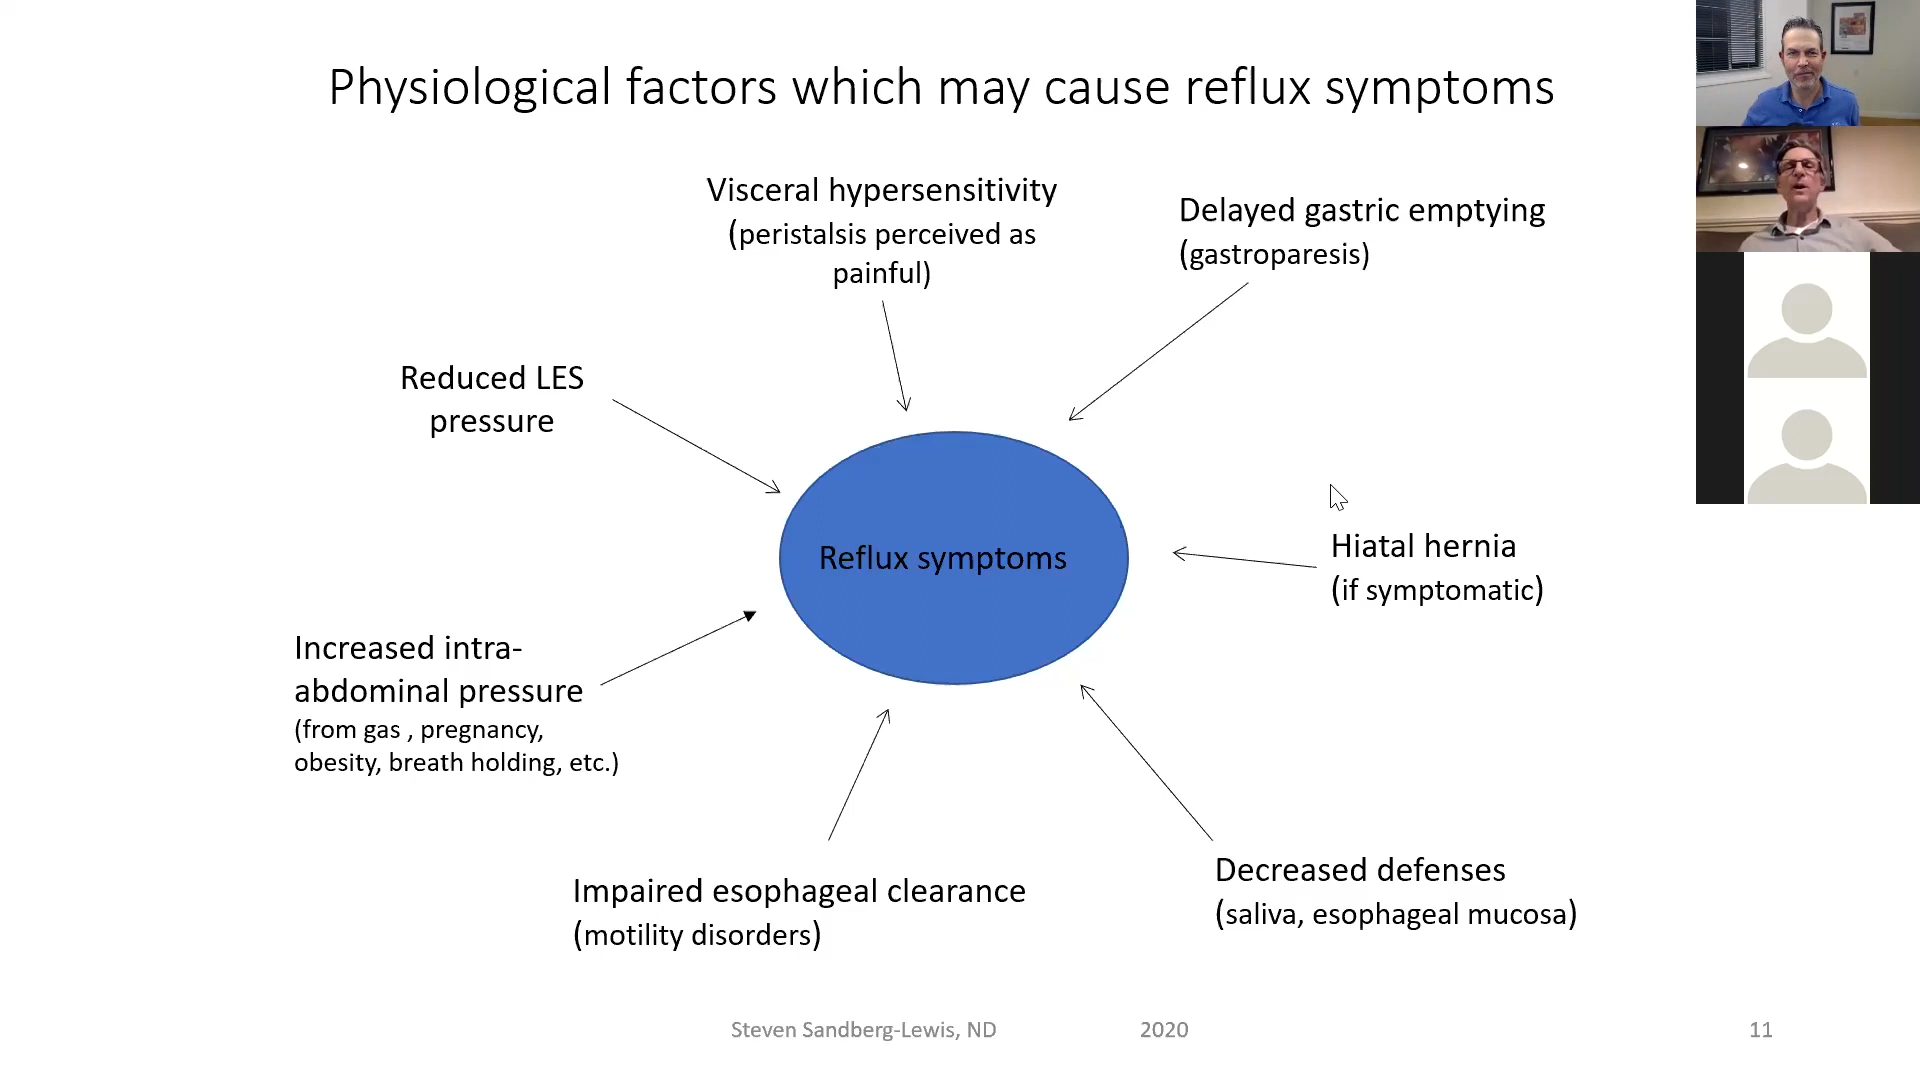 Physiological factors which may cause reflux symptoms
Visceral hypersensitivity
(peristalsis perceived as
painful)
Delayed gastric emptying
(gastroparesis)
Reduced LES
pressure
Reflux symptoms
Hiatal hernia
(if symptomatic)
Increased intra-
abdominal pressure
(from gas , pregnancy,
obesity, breath holding, etc.)
Impaired esophageal clearance
(motility disorders)
Decreased defenses
(saliva, esophageal mucosa)
Steven Sandberg-Lewis, ND
2020
11